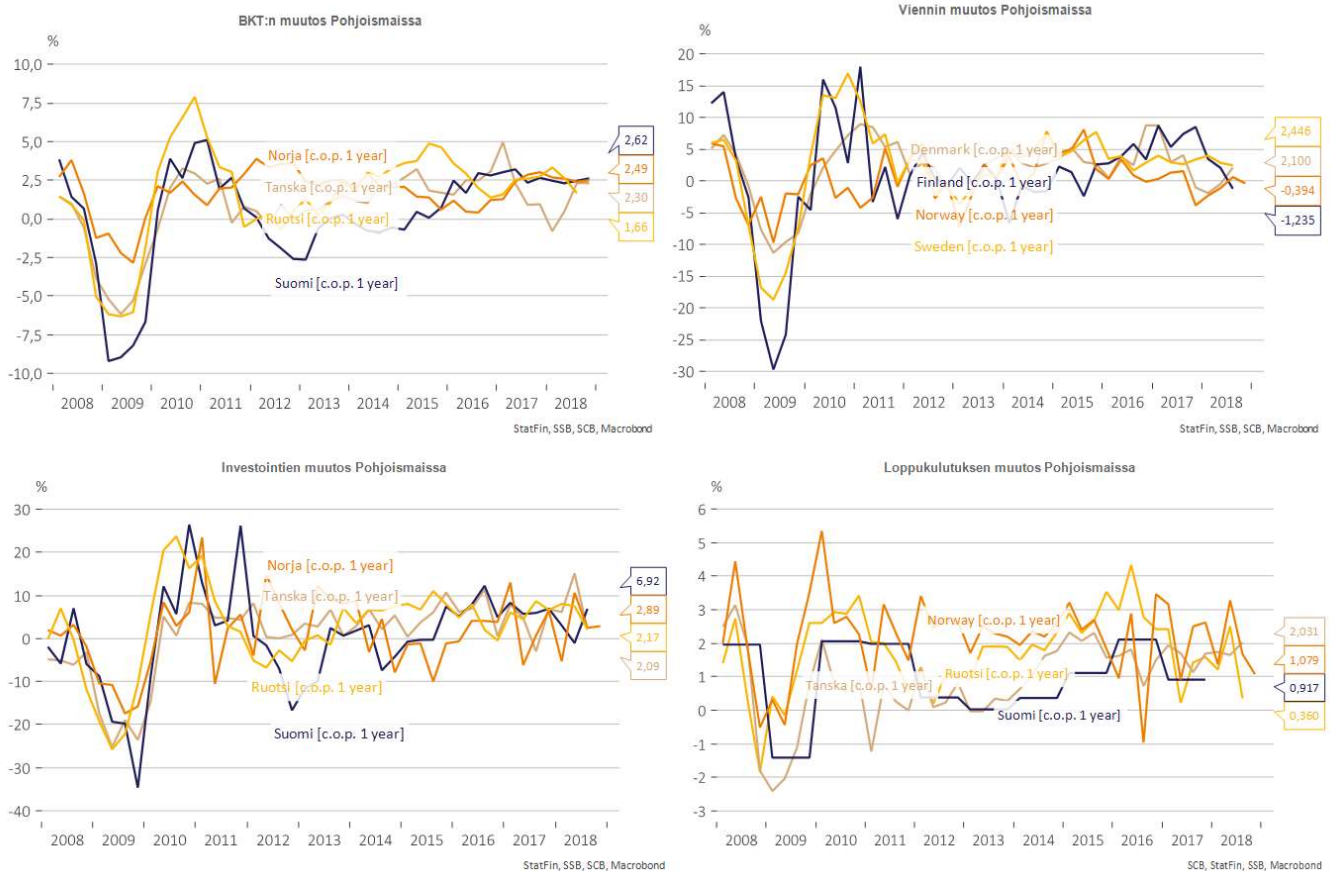 BKT:n muutos Pohjoismaissa
%
10,0
7,5
5,0
2,5
0,0
-2,5
-5,0
-7,5
-10,0
Norja [c.o.p. 1 year]
Tanska [c.o.p. 1 year]
Ruotsi [c.o.p. 1 year]
Suomi [c.o.p. 1 year]
2,62
2,49
2,30
1,66
2008 2009 2010 2011 2012 2013 2014 2015 2016 2017 2018
StatFin, SSB, SCB, Macrobond
Viennin muutos Pohjoismaissa
%
20
15
10
5
0
-5
-10
-15
-20
-25
-30
Denmark [c.o.p. 1 year]
Finland [c.o.p. 1 year]
Norway [c.o.p. 1 year]
Sweden [c.o.p. 1 year]
2,446
2,100
-0,394
-1,235
2008 2009 2010 2011 2012 2013 2014 2015 2016 2017 2018
StatFin, SSB, SCB, Macrobond
Investointien muutos Pohjoismaissa
%
30
20
10
0
-10
-20
-30
-40
Norja [c.o.p. 1 year]
Tanska [c.o.p. 1 year]
Ruotsi [c.o.p. 1 year]
Suomi [c.o.p. 1 year]
6,92
2,89
2,17
2,09
2008 2009 2010 2011 2012 2013 2014 2015 2016 2017 2018
StatFin, SSB, SCB, Macrobond
Loppukulutuksen muutos Pohjoismaissa
%
6
5
4
3
2
1
0
-1
-2
-3
Norway [c.o.p. 1 year]
Ruotsi [c.o.p. 1 year]
Tanska [c.o.p. 1 year]
Suomi [c.o.p. 1 year]
2,031
1,079
0,917
0,360
2008 2009 2010 2011 2012 2013 2014 2015 2016 2017 2018
SCB, StatFin, SSB, Macrobond